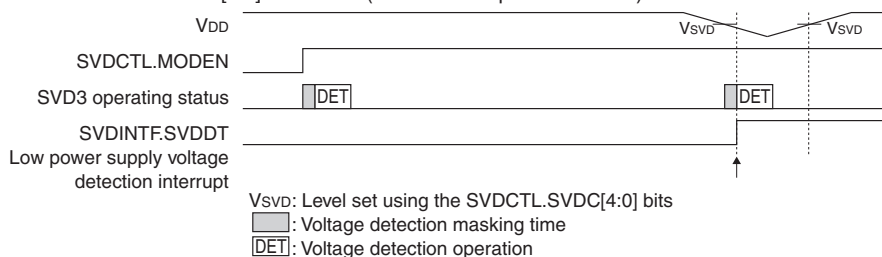 VDD
VSVD
VSVD
SVDCTL.MODEN
SVD3 operating status
DET
DET
SVDINTF.SVDDT
Low power supply voltage
detection interrupt
VSVD: Level set using the SVDCTL.SVDC[4:0] bits
: Voltage detection masking time
DET: Voltage detection operation